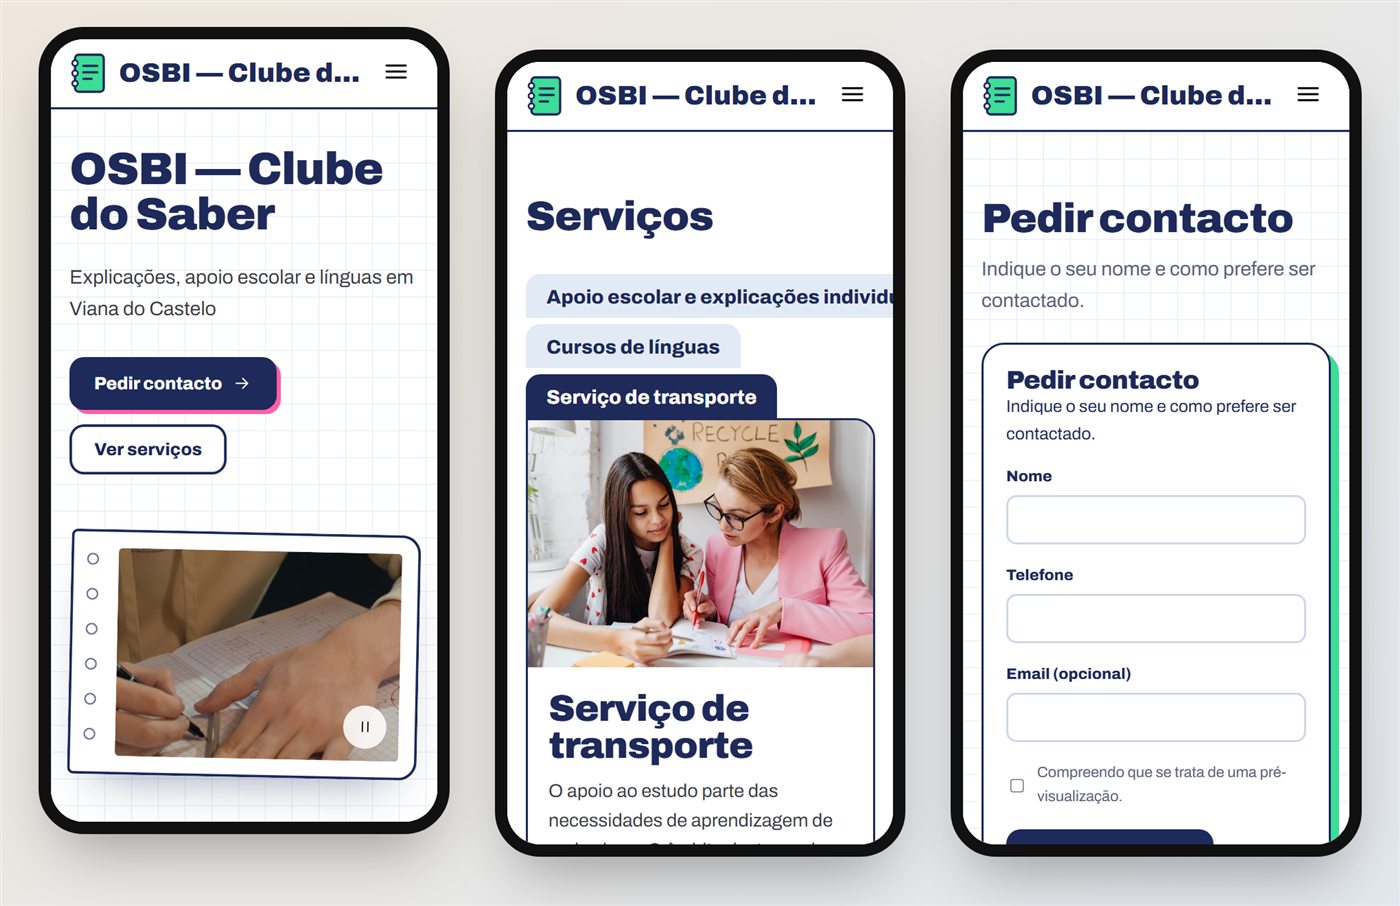 OSBI — Clube d...
OSBI — Clube
do Saber
Explicações, apoio escolar e línguas em
Viana do Castelo
Pedir contacto →
Ver serviços
OSBI — Clube d...
Serviços
Apoio escolar e explicações
Cursos de línguas
Serviço de transporte
RECYCLE
Serviço de
transporte
O apoio ao estudo parte das
necessidades de aprendizagem de
OSBI — Clube d...
Pedir contacto
Indique o seu nome e como prefere ser
contactado.
Pedir contacto
Indique o seu nome e como prefere ser
contactado.
Nome
Telefone
Email (opcional)
Compreendo que se trata de uma pré-
visualização.